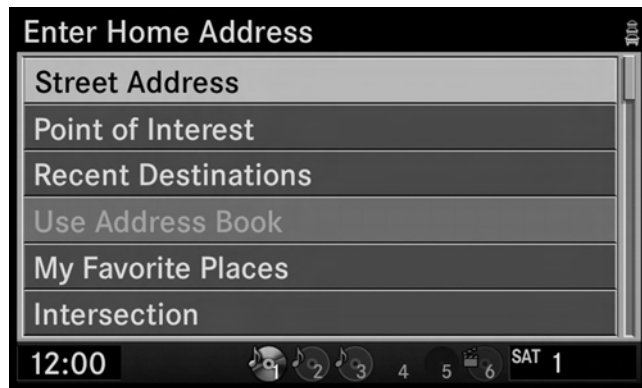 Enter Home Address
Street Address
Point of Interest
Recent Destinations
Use Address Book
My Favorite Places
Intersection
12:00 1 2 3 4 5 6 SAT 1